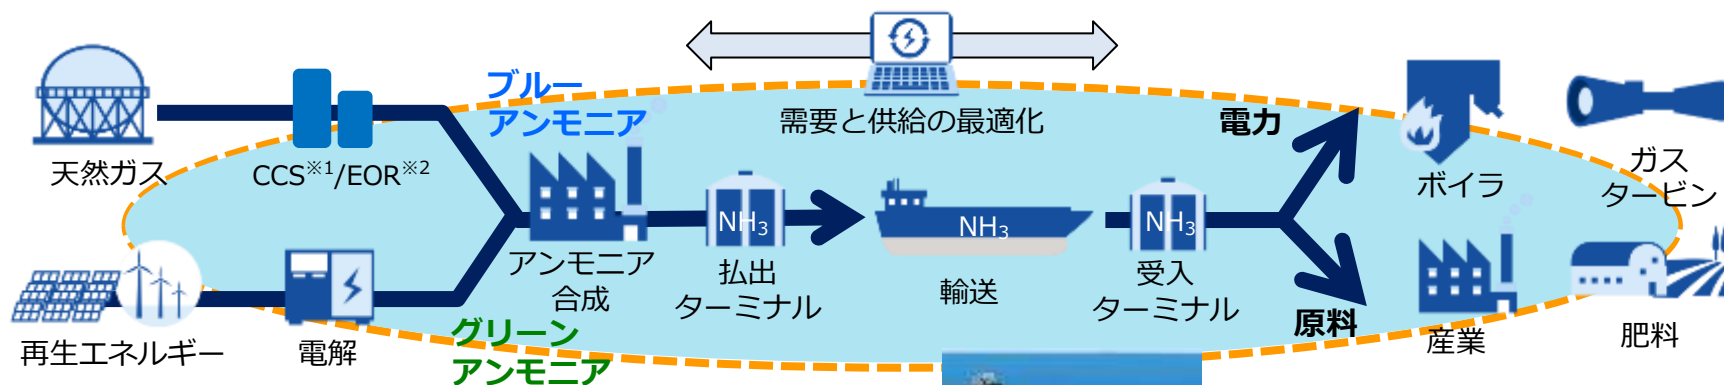 ブルー
アンモニア
需要と供給の最適化
電力
天然ガス
CCS※1/EOR※2
ボイラ
ガス
タービン
NH3
NH3
NH3
アンモニア
合成
払出
ターミナル
輸送
受入
ターミナル
原料
産業
肥料
再生エネルギー
電解
グリーン
アンモニア